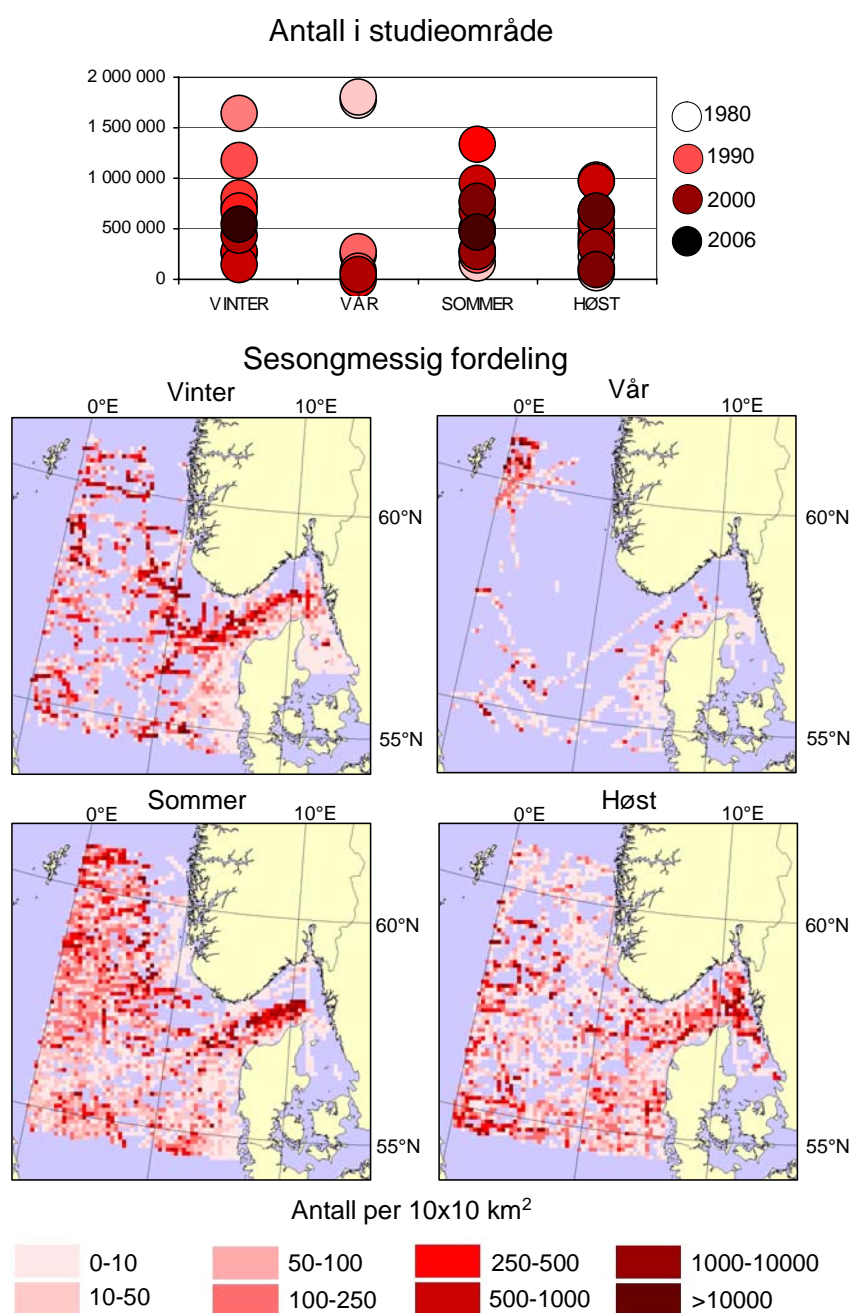 Antall i studieområde
2 000 000
1 500 000
1 000 000
500 000
0
VINTER VÅR SOMMER HØST
1980
1990
2000
2006
Sesongmessig fordeling
Vinter
0°E 10°E
60°N
55°N
Vår
0°E 10°E
60°N
55°N
Sommer
0°E 10°E
60°N
55°N
Høst
0°E 10°E
60°N
55°N
Antall per 10x10 km²
0-10 50-100 250-500 1000-10000
10-50 100-250 500-1000 >10000